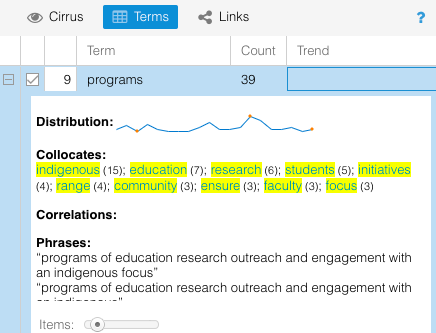 Cirrus Terms Links ?
Term Count Trend
9 programs 39
Distribution:
Collocates:
indigenous (15); education (7); research (6); students (5); initiatives
(4); range (4); community (3); ensure (3); faculty (3); focus (3)
Correlations:
Phrases:
"programs of education research outreach and engagement with
an indigenous focus"
"programs of education research outreach and engagement with
an indigenous"
Items: